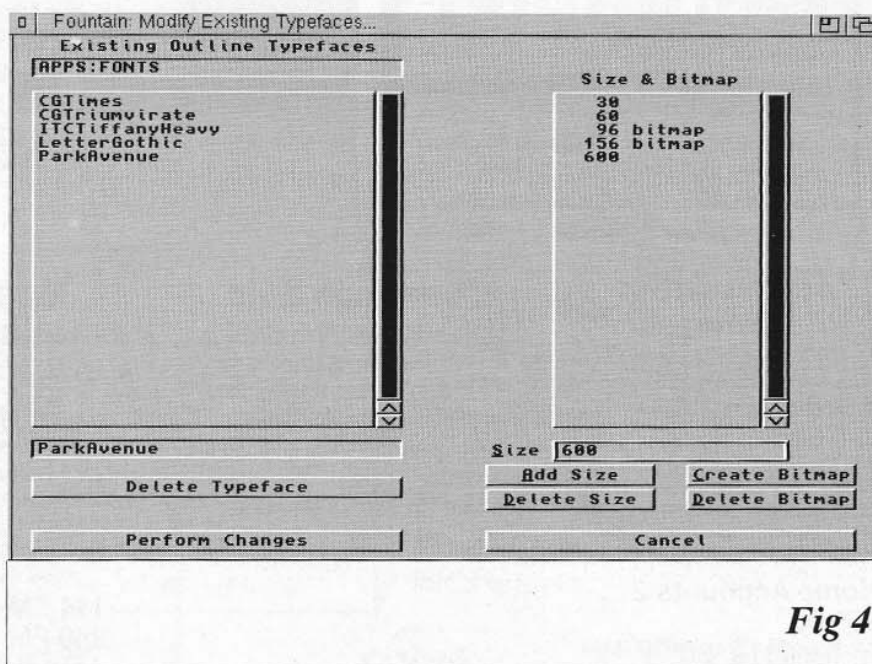 Fountain: Modify Existing Typefaces...
Existing Outline Typefaces
APPS:FONTS
CGTimes
CGTriumvirate
ITCTiffanyHeavy
LetterGothic
ParkAvenue
ParkAvenue
Delete Typeface
Perform Changes
Size & Bitmap
30
60
96 bitmap
156 bitmap
600
Size 600
Add Size Create Bitmap
Delete Size Delete Bitmap
Cancel
Fig 4